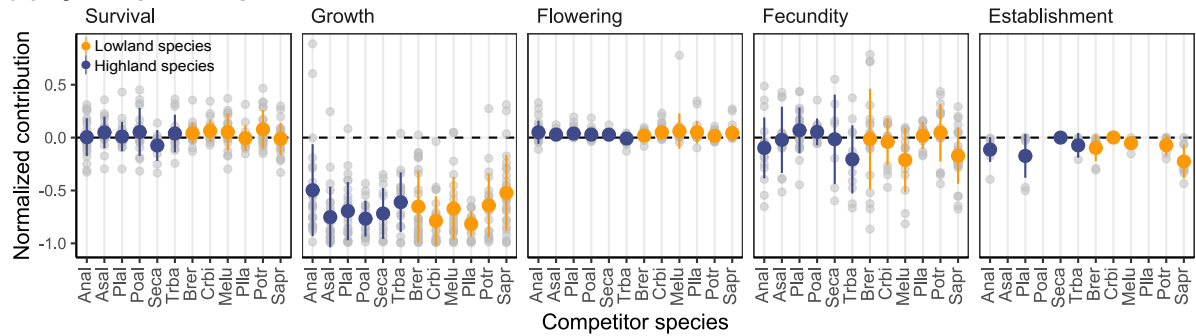 Survival
Growth
Flowering
Fecundity
Establishment
Normalized contribution
0.5
0.0
-0.5
-1.0
Lowland species
Highland species
Anal Asal Plal Poal Seca Trba Brer Crbi Melu Plla Potr Sapr
Anal Asal Plal Poal Seca Trba Brer Crbi Melu Plla Potr Sapr
Anal Asal Plal Poal Seca Trba Brer Crbi Melu Plla Potr Sapr
Anal Asal Plal Poal Seca Trba Brer Crbi Melu Plla Potr Sapr
Anal Asal Plal Poal Seca Trba Brer Crbi Melu Plla Potr Sapr
Competitor species